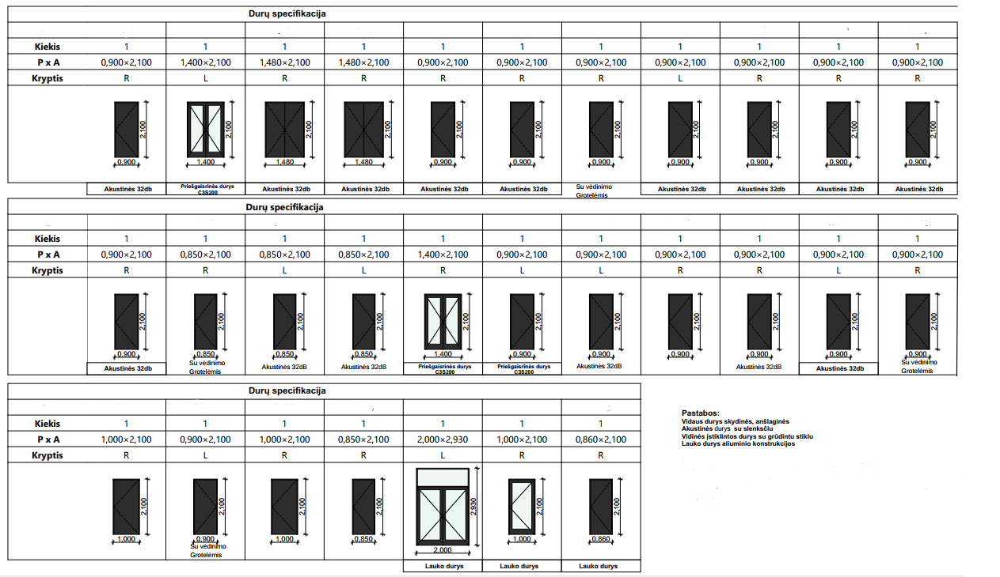 Durų specifikacija
Kiekis 1 1 1 1 1 1 1 1 1 1 1
P x A 0,900×2,100 1,400×2,100 1,480×2,100 1,480×2,100 0,900×2,100 0,900×2,100 0,900×2,100 0,900×2,100 0,900×2,100 0,900×2,100 0,900×2,100
Kryptis R L R R R R R L R R R
2,100 2,100 2,100 2,100 2,100 2,100 2,100 2,100 2,100 2,100 2,100
0,900 1,400 1,480 1,480 0,900 0,900 0,900 0,900 0,900 0,900 0,900
Akustinės 32db Priešgaisrinės durys Akustinės 32db Akustinės 32db Akustinės 32db Akustinės 32db Su vėdinimo Akustinės 32db Akustinės 32db Akustinės 32db Akustinės 32db
C3S200 Grotelėmis
Durų specifikacija
Kiekis 1 1 1 1 1 1 1 1 1 1 1
P x A 0,900×2,100 0,850×2,100 0,850×2,100 0,850×2,100 1,400×2,100 0,900×2,100 0,900×2,100 0,900×2,100 0,900×2,100 0,900×2,100 0,900×2,100
Kryptis R R L L R L L R R L R
2,100 2,100 2,100 2,100 2,100 2,100 2,100 2,100 2,100 2,100 2,100
0,900 0,850 0,850 0,850 1,400 0,900 0,900 0,900 0,900 0,900 0,900
Akustinės 32db Su vėdinimo Akustinės 32dB Akustinės 32dB Priešgaisrinės durys Priešgaisrinės durys Akustinės 32dB Akustinės 32dB Akustinės 32db Su vėdinimo
Grotelėmis C3S200 C3S200 Grotelėmis
Durų specifikacija
Kiekis 1 1 1 1 1 1 1
P x A 1,000×2,100 0,900×2,100 1,000×2,100 0,850×2,100 2,000×2,930 1,000×2,100 0,860×2,100
Kryptis R L R R L R R
2,100 2,100 2,100 2,100 2,930 2,100 2,100
1,000 0,900 1,000 0,850 2,000 1,000 0,860
Su vėdinimo
Grotelėmis
Lauko durys Lauko durys Lauko durys
Pastabos:
Vidaus durys skydinės, anšlaginės
Akustinės durys su slenksčiu
Vidinės įstiklintos durys su grūdintu stiklu
Lauko durys aliuminio konstrukcijos